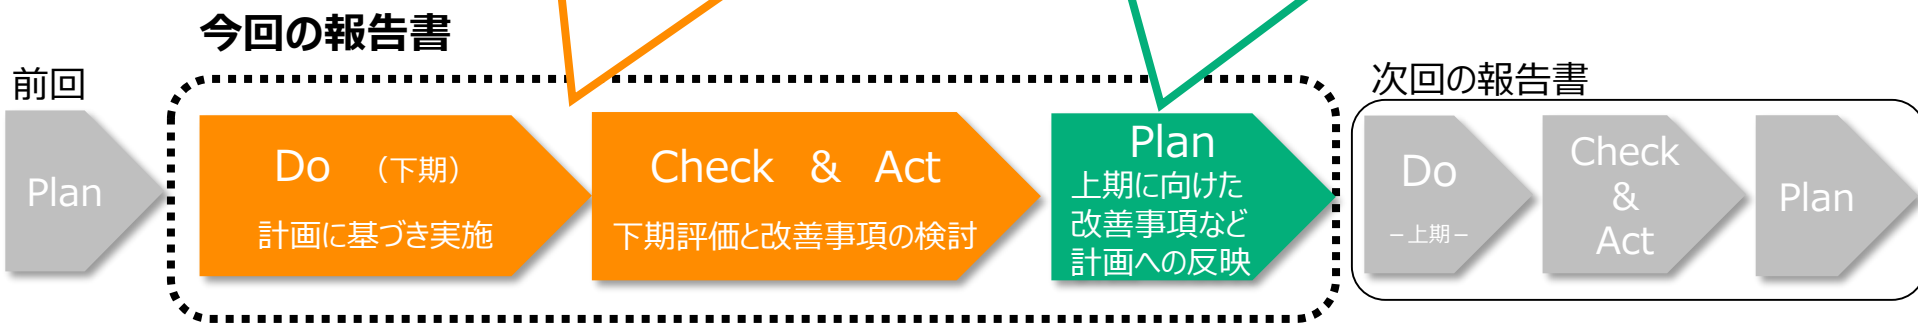 今回の報告書
前回
Plan
Do （下期）
計画に基づき実施
Check & Act
下期評価と改善事項の検討
Plan
上期に向けた
改善事項など
計画への反映
次回の報告書
Do
－上期－
Check
&
Act
Plan